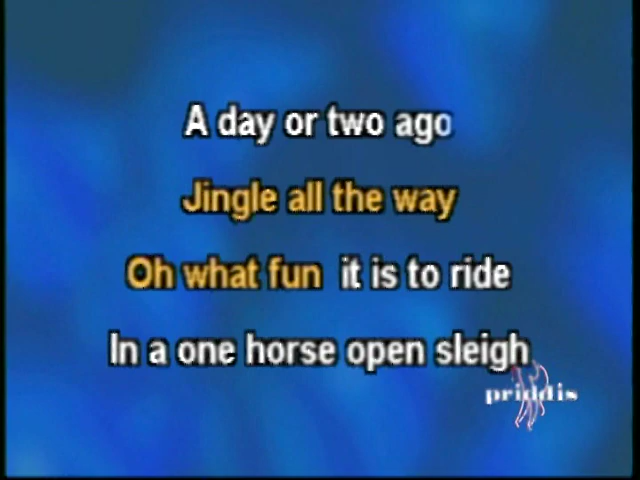 A day or two ago
Jingle all the way
Oh what fun it is to ride
In a one horse open sleigh
priddis